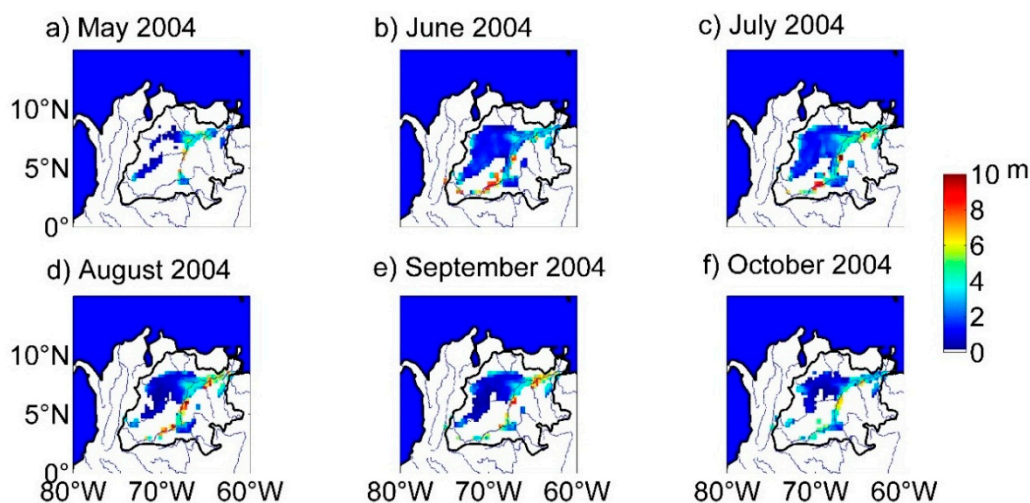 a) May 2004
b) June 2004
c) July 2004
10°N
5°N
0°
10 m
8
6
4
2
0
d) August 2004
e) September 2004
f) October 2004
10°N
5°N
0°
80°W 70°W 60°W
80°W 70°W 60°W
80°W 70°W 60°W